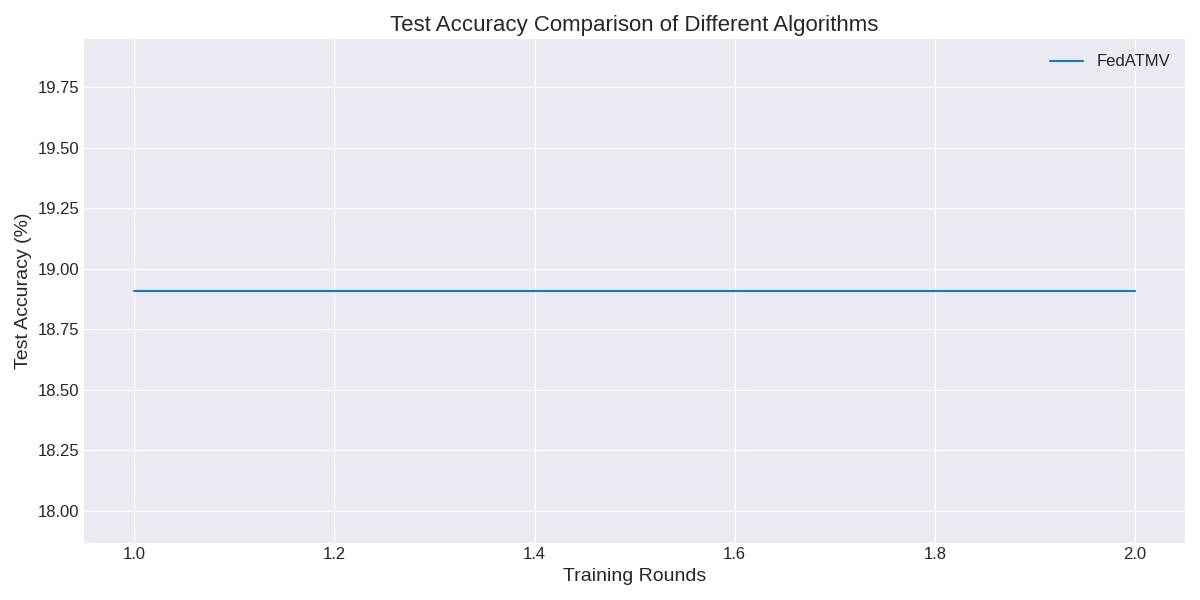 Test Accuracy Comparison of Different Algorithms
FedATMV
Test Accuracy (%)
19.75
19.50
19.25
19.00
18.75
18.50
18.25
18.00
1.0 1.2 1.4 1.6 1.8 2.0
Training Rounds